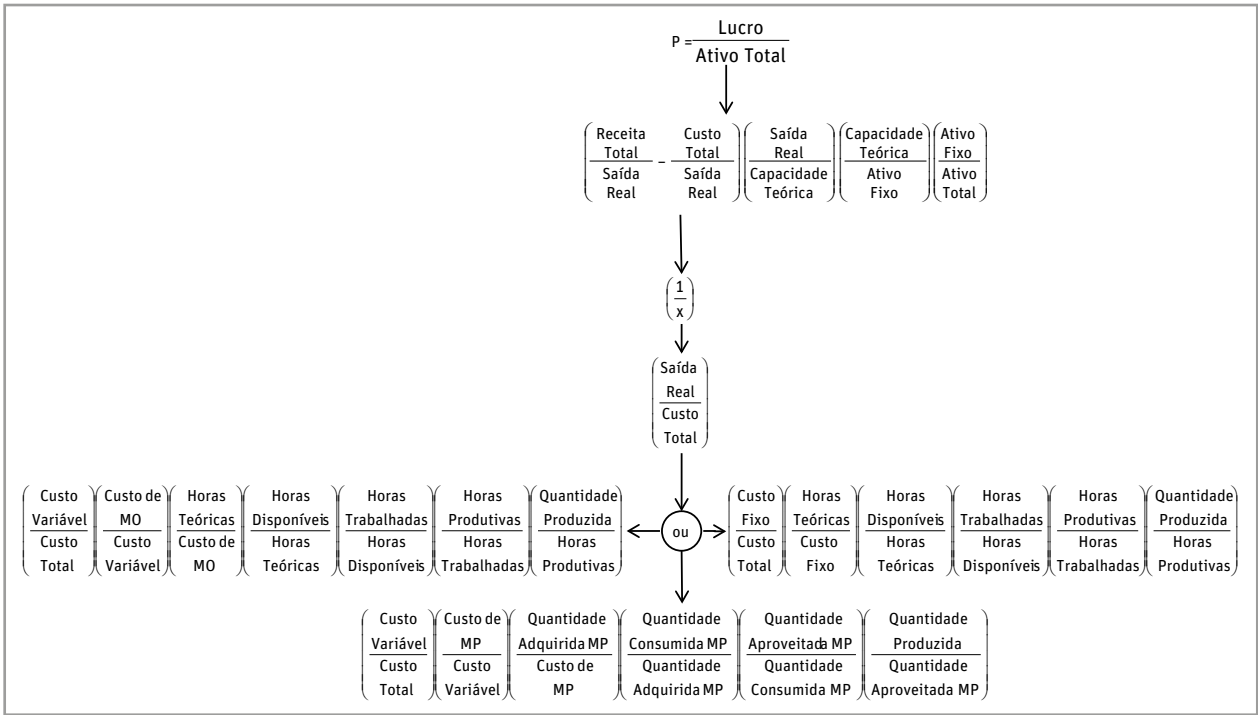 Lucro
P =
Ativo Total
Receita Custo Saída Capacidade Ativo
Total Total Real Teórica Fixo
–
Saída Saída Capacidade Ativo Ativo
Real Real Teórica Fixo Total
1
x
Saída
Real
Custo
Total
Custo Custo de Horas Horas Horas Horas Quantidade
Variável MO Teóricas Disponíveis Trabalhadas Produtivas Produzida
Custo Custo Custo de Horas Horas Horas Horas
Total Variável MO Teóricas Disponíveis Trabalhadas Produtivas
ou
Custo Horas Horas Horas Horas Quantidade
Fixo Teóricas Disponíveis Trabalhadas Produtivas Produzida
Custo Custo Horas Horas Horas Horas
Total Fixo Teóricas Disponíveis Trabalhadas Produtivas
Custo Custo de Quantidade Quantidade Quantidade Quantidade
Variável MP Adquirida MP Consumida MP Aproveitada MP Produzida
Custo Custo Custo de Quantidade Quantidade Quantidade
Total Variável MP Adquirida MP Consumida MP Aproveitada MP